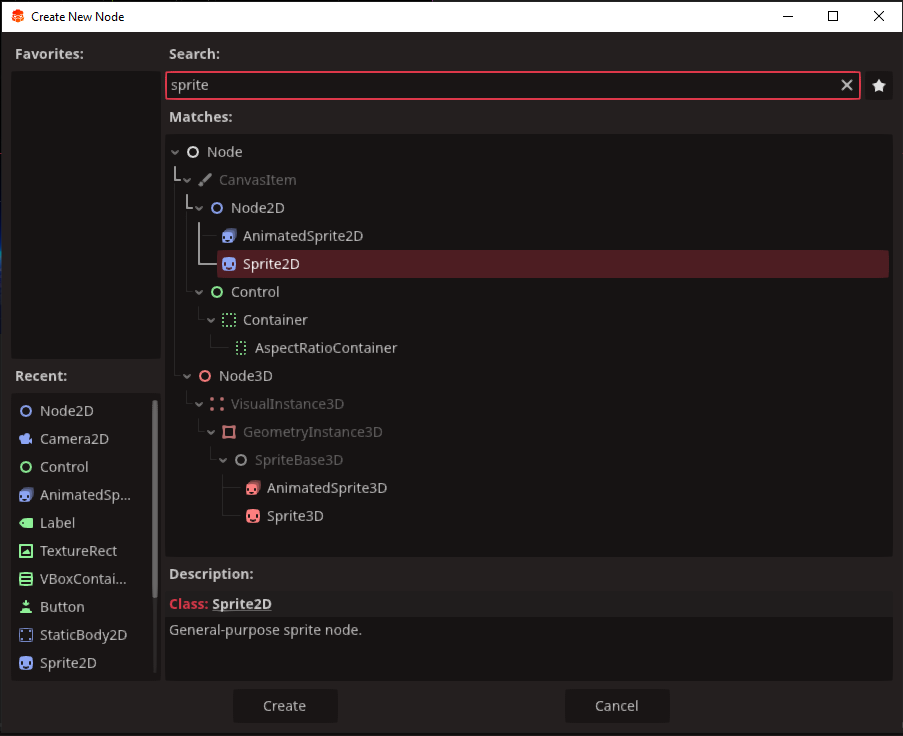 Create New Node
Favorites:
Search:
sprite
Matches:
Node
CanvasItem
Node2D
AnimatedSprite2D
Sprite2D
Control
Container
AspectRatioContainer
Node3D
VisualInstance3D
GeometryInstance3D
SpriteBase3D
AnimatedSprite3D
Sprite3D
Recent:
Node2D
Camera2D
Control
AnimatedSp...
Label
TextureRect
VBoxContai...
Button
StaticBody2D
Sprite2D
Description:
Class: Sprite2D
General-purpose sprite node.
Create
Cancel